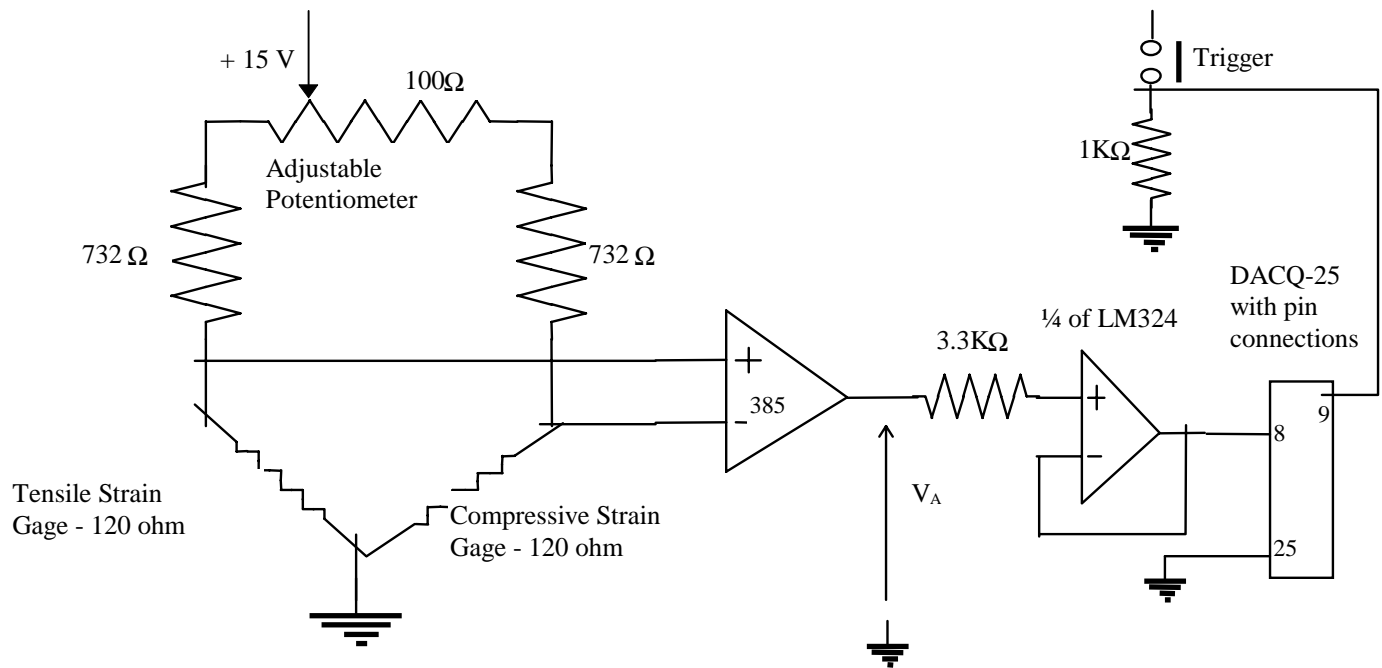 + 15 V
100Ω
Adjustable
Potentiometer
732 Ω
732 Ω
Tensile Strain
Gage - 120 ohm
Compressive Strain
Gage - 120 ohm
+
385
-
V_A
3.3KΩ
¼ of LM324
+
-
Trigger
1KΩ
DACQ-25
with pin
connections
9
8
25